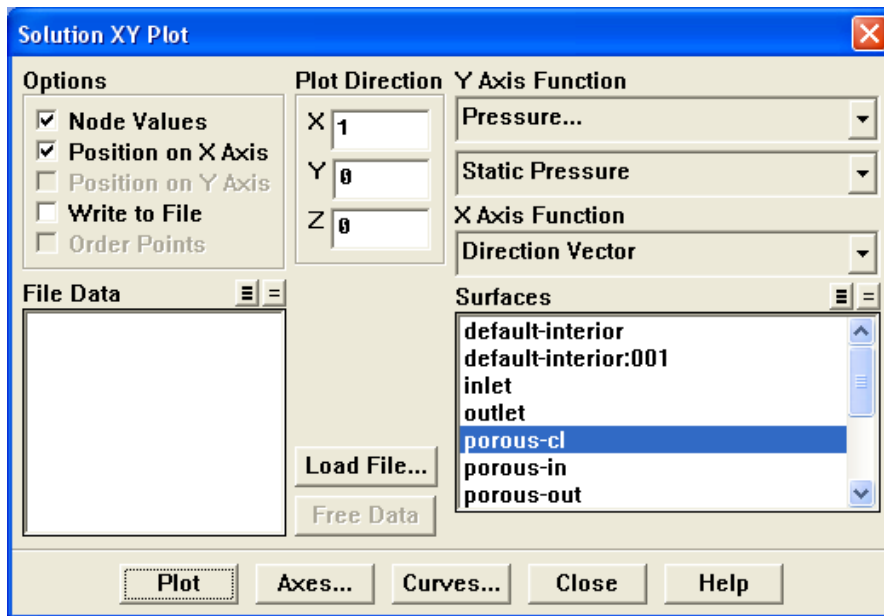 Solution XY Plot
Options
Node Values
Position on X Axis
Position on Y Axis
Write to File
Order Points
Plot Direction
X 1
Y 0
Z 0
Y Axis Function
Pressure...
Static Pressure
X Axis Function
Direction Vector
File Data
Surfaces
default-interior
default-interior:001
inlet
outlet
porous-cl
porous-in
porous-out
Load File...
Free Data
Plot
Axes...
Curves...
Close
Help